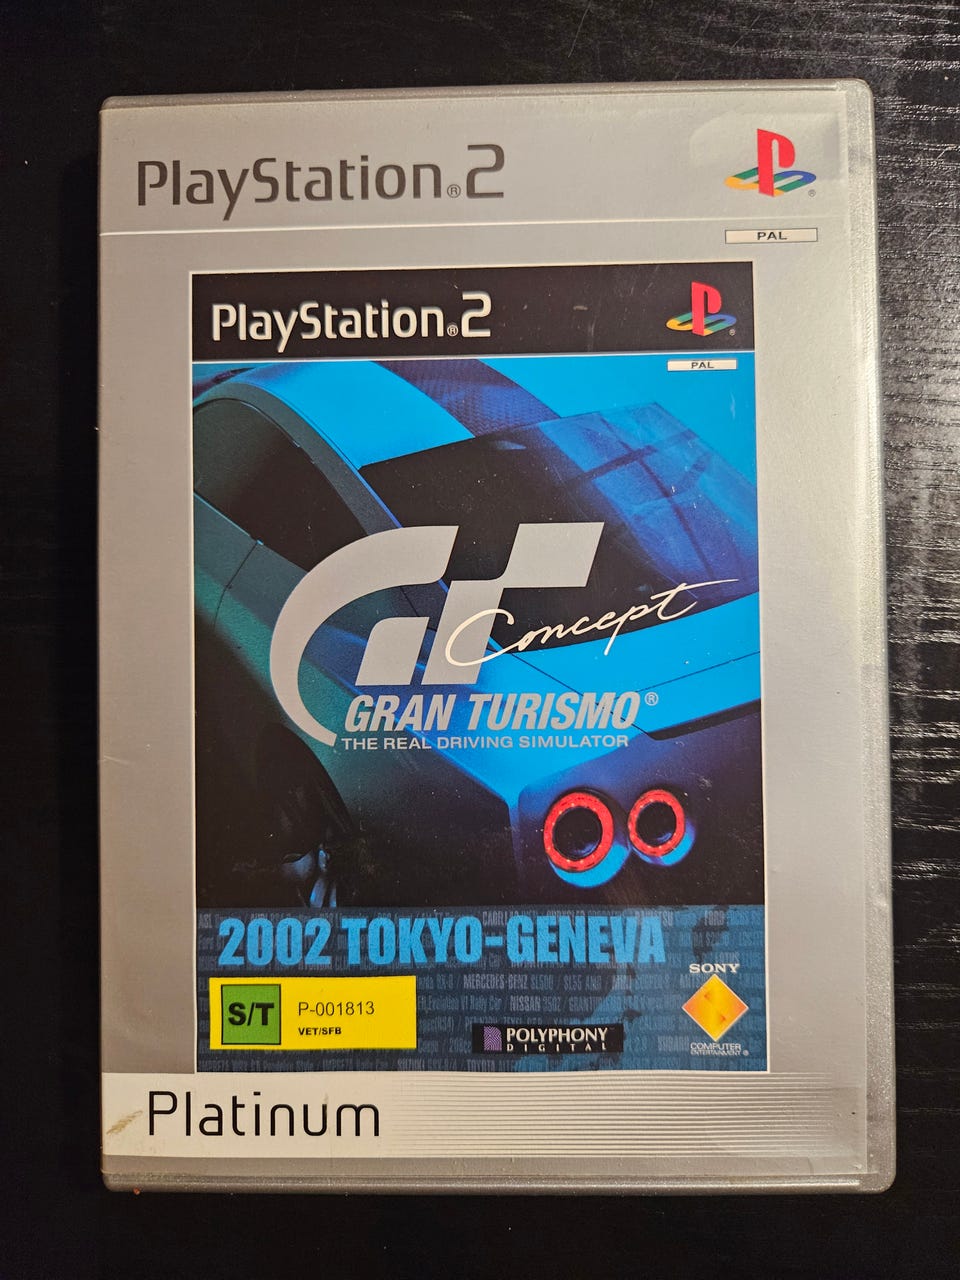 PlayStation®2
PAL
PlayStation®2
PAL
GT Concept
GRAN TURISMO®
THE REAL DRIVING SIMULATOR
2002 TOKYO-GENEVA
S/T
P-001813
VET/SFB
POLYPHONY
DIGITAL
SONY
COMPUTER
ENTERTAINMENT®
Platinum